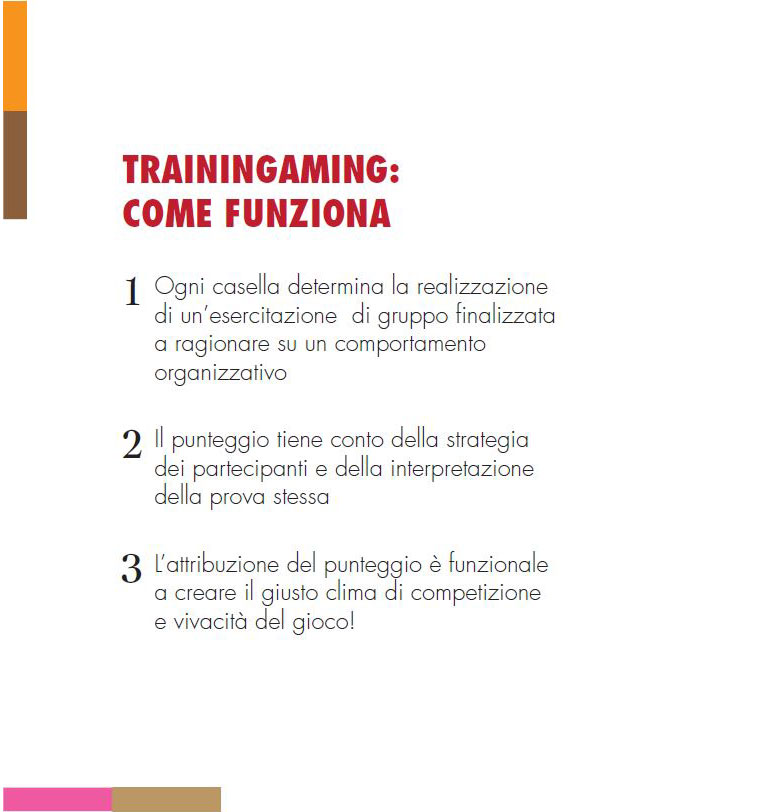 TRAININGAMING:
COME FUNZIONA
1 Ogni casella determina la realizzazione
di un’esercitazione  di gruppo finalizzata
a ragionare su un comportamento
organizzativo
2 Il punteggio tiene conto della strategia
dei partecipanti e della interpretazione
della prova stessa
3 L’attribuzione del punteggio è funzionale
a creare il giusto clima di competizione
e vivacità del gioco!